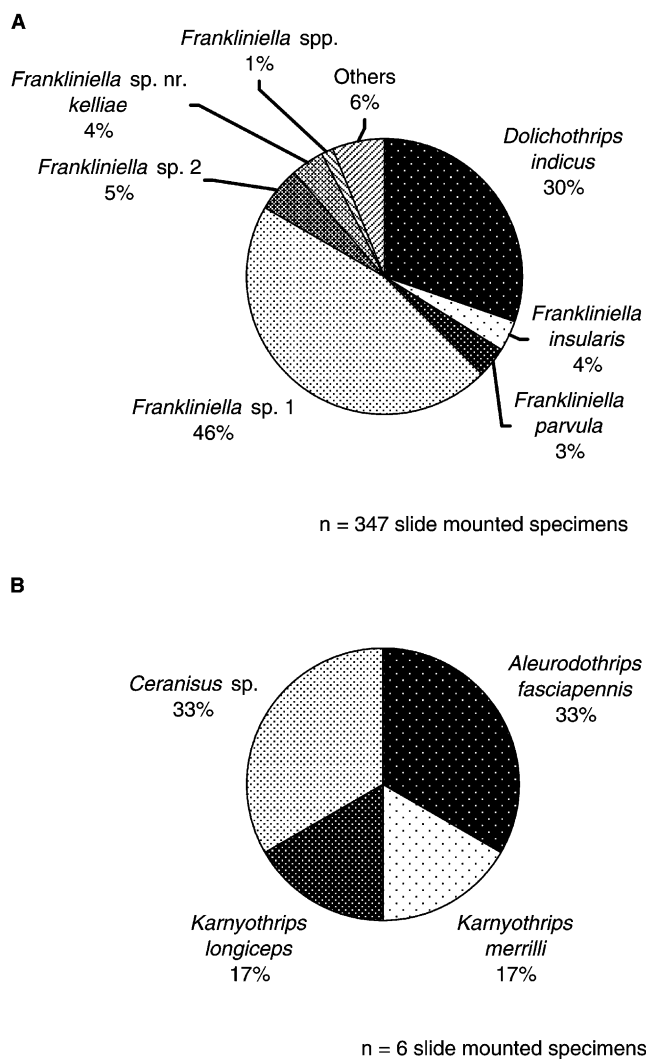 A
Frankliniella spp.
1%
Frankliniella sp. nr.
kelliae
4%
Others
6%
Dolichothrips
indicus
30%
Frankliniella sp. 2
5%
Frankliniella
insularis
4%
Frankliniella
parvula
3%
Frankliniella sp. 1
46%
n = 347 slide mounted specimens
B
Ceranisus sp.
33%
Aleurodothrips
fasciapennis
33%
Karnyothrips
longiceps
17%
Karnyothrips
merrilli
17%
n = 6 slide mounted specimens